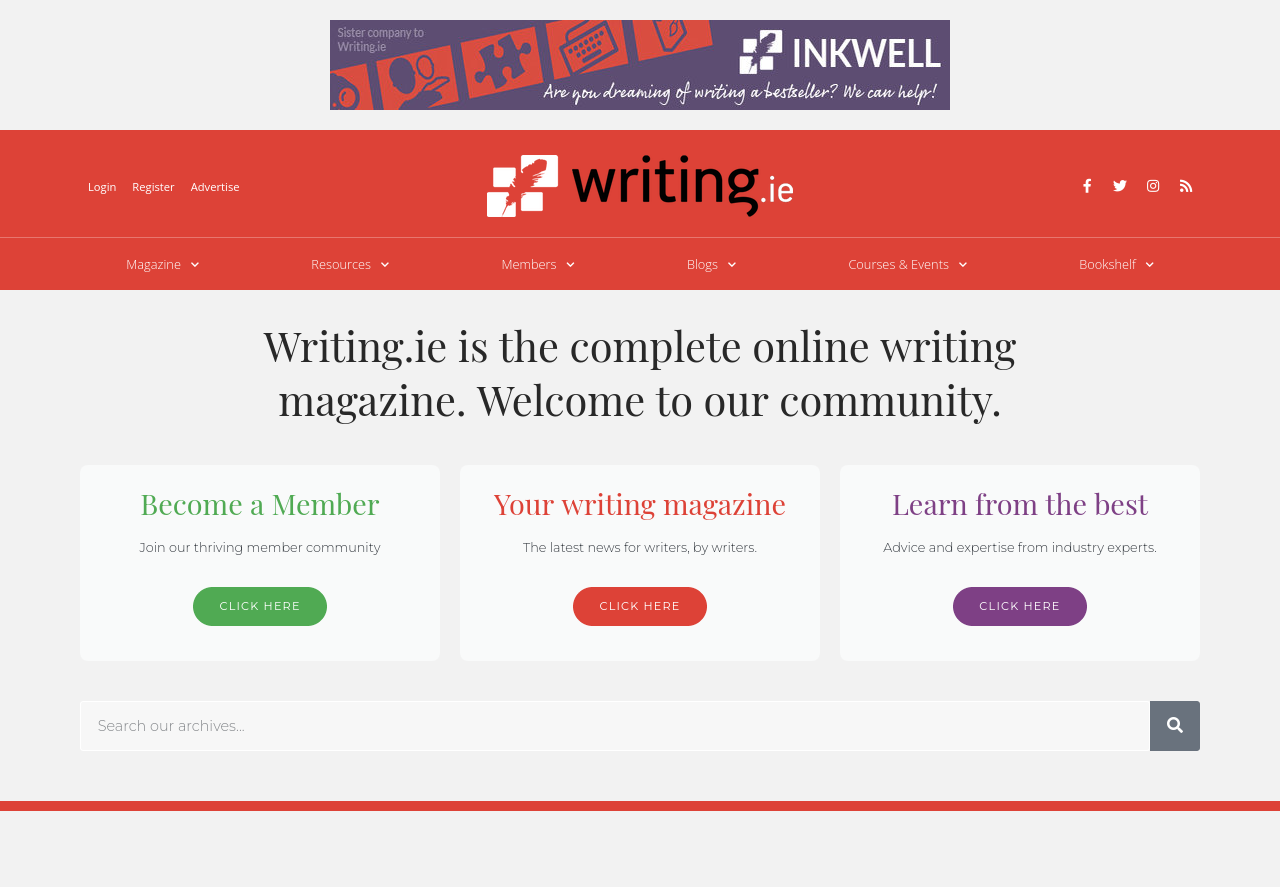 Sister company to
Writing.ie
INKWELL
Are you dreaming of writing a bestseller? We can help!
Login Register Advertise
writing.ie
Magazine Resources Members Blogs Courses & Events Bookshelf
Writing.ie is the complete online writing
magazine. Welcome to our community.
Become a Member
Join our thriving member community
CLICK HERE
Your writing magazine
The latest news for writers, by writers.
CLICK HERE
Learn from the best
Advice and expertise from industry experts.
CLICK HERE
Search our archives...